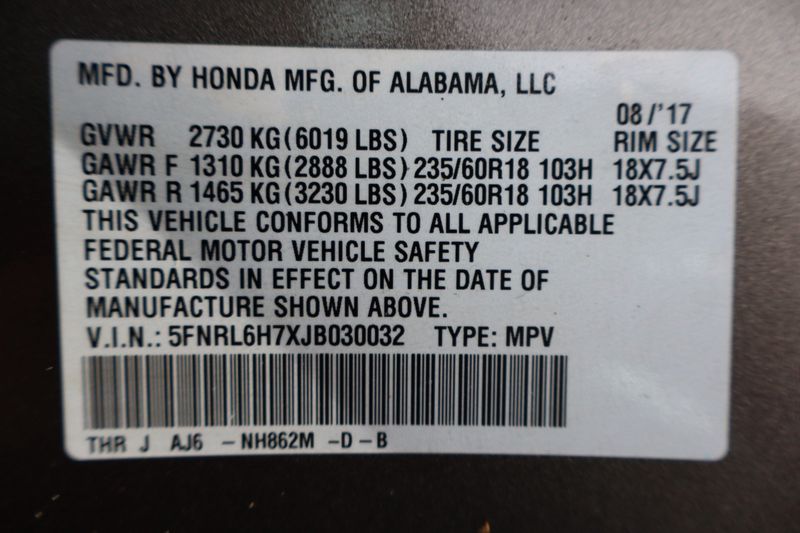 MFD. BY HONDA MFG. OF ALABAMA, LLC
08/'17
GVWR 2730 KG(6019 LBS) TIRE SIZE RIM SIZE
GAWR F 1310 KG(2888 LBS) 235/60R18 103H 18X7.5J
GAWR R 1465 KG(3230 LBS) 235/60R18 103H 18X7.5J
THIS VEHICLE CONFORMS TO ALL APPLICABLE
FEDERAL MOTOR VEHICLE SAFETY
STANDARDS IN EFFECT ON THE DATE OF
MANUFACTURE SHOWN ABOVE.
V.I.N.: 5FNRL6H7XJB030032 TYPE: MPV
THR J AJ6 -NH862M -D-B